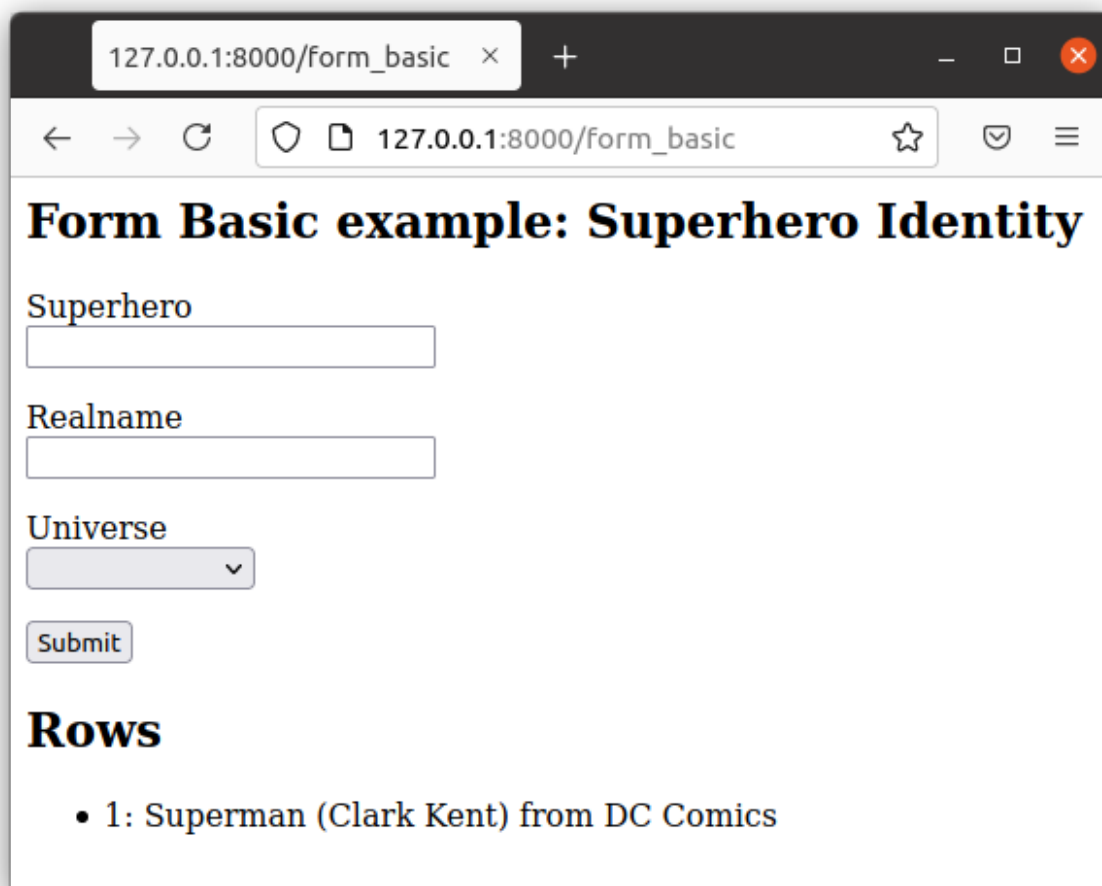 127.0.0.1:8000/form_basic
127.0.0.1:8000/form_basic
Form Basic example: Superhero Identity
Superhero
Realname
Universe
Submit
Rows
• 1: Superman (Clark Kent) from DC Comics